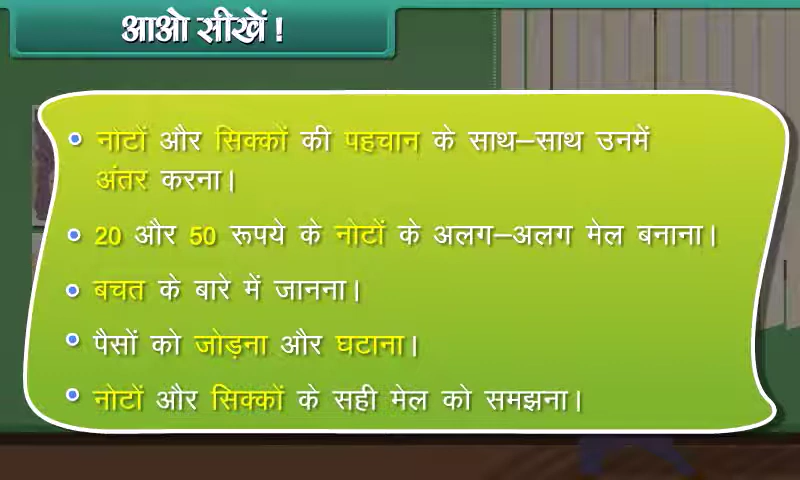 आओ सीखें!
नोटों और सिक्कों की पहचान के साथ–साथ उनमें
अंतर करना।
20 और 50 रूपये के नोटों के अलग–अलग मेल बनाना।
बचत के बारे में जानना।
पैसों को जोड़ना और घटाना।
नोटों और सिक्कों के सही मेल को समझना।